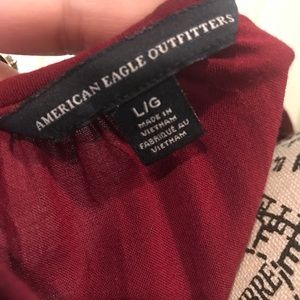 AMERICAN EAGLE OUTFITTERS
L/G
MADE IN
VIETNAM
FABRIQUÉ AU
VIETNAM